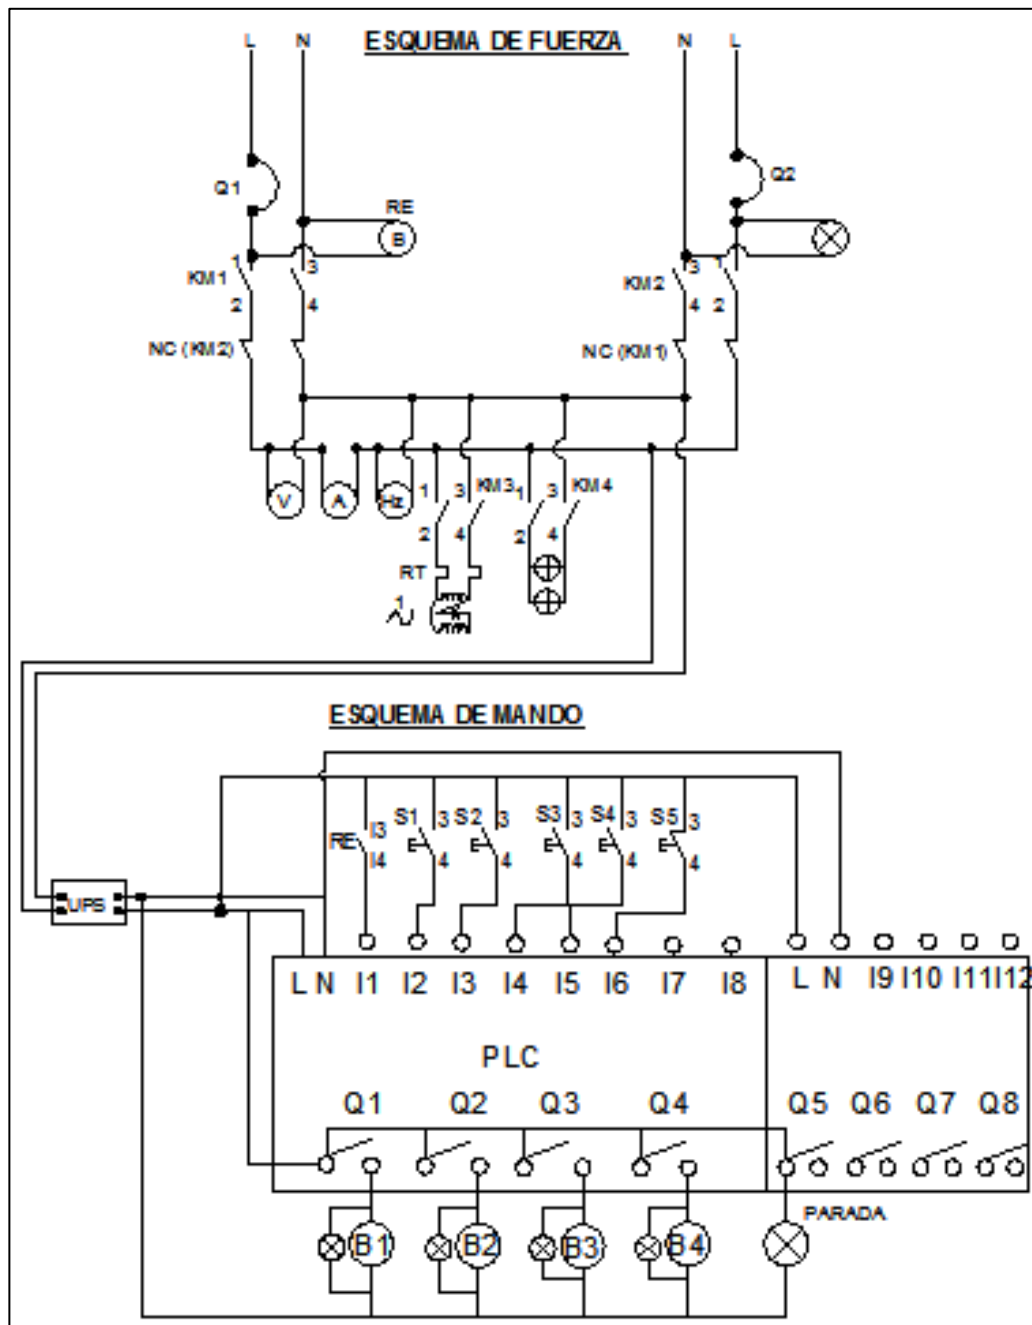 L N ESQUEMA DE FUERZA N L
Q1 Q2
RE
B
1 3 3 1
KM1 KM2
2 4 4 2
NC (KM2) NC (KM1)
V A Hz 1 3 KM3 1 3 KM4
2 4 2 4
RT
1
ESQUEMA DE MANDO
RE I3 S1 3 S2 3 S3 3 S4 3 S5 3
I4 4 4 4 4 4
UPS
L N I1 I2 I3 I4 I5 I6 I7 I8 L N I9 I10 I11 I12
PLC
Q1 Q2 Q3 Q4 Q5 Q6 Q7 Q8
PARADA
B1 B2 B3 B4